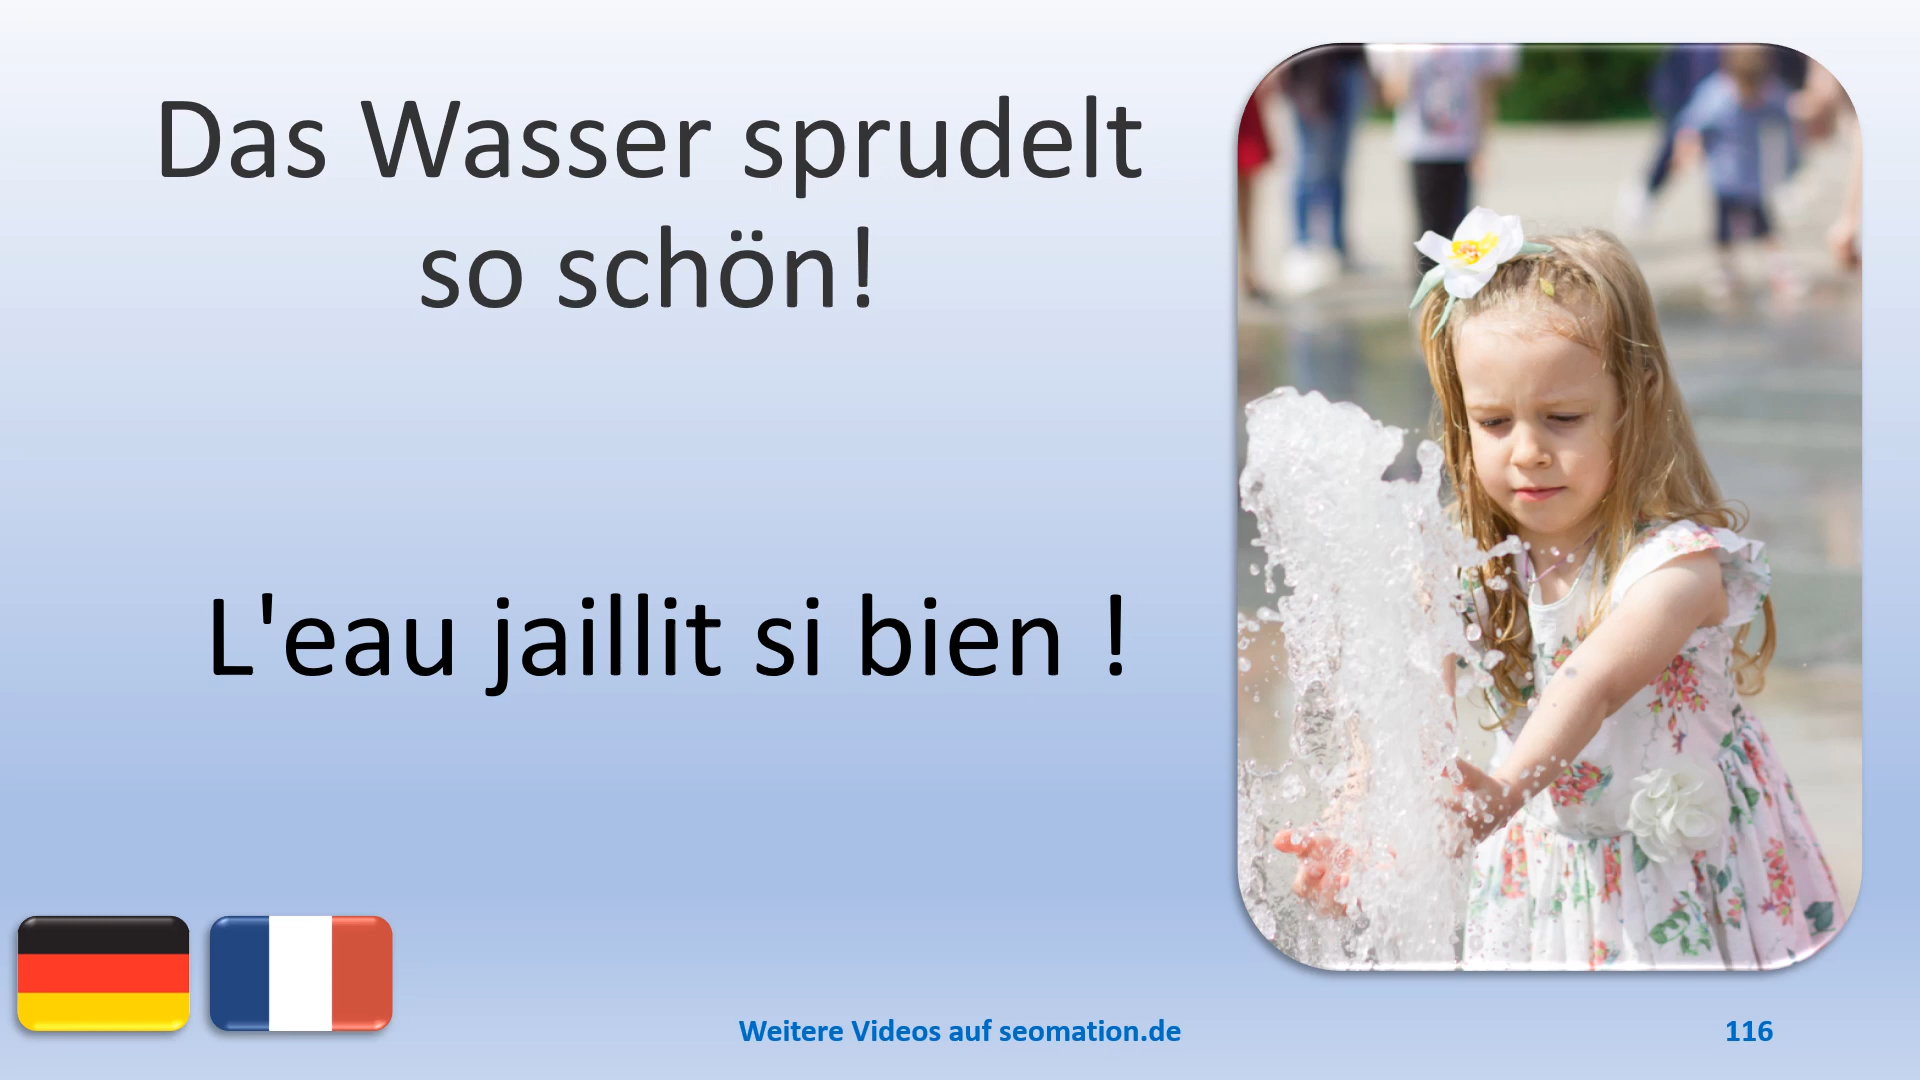 Das Wasser sprudelt
so schön!
L'eau jaillit si bien !
Weitere Videos auf seomation.de
116